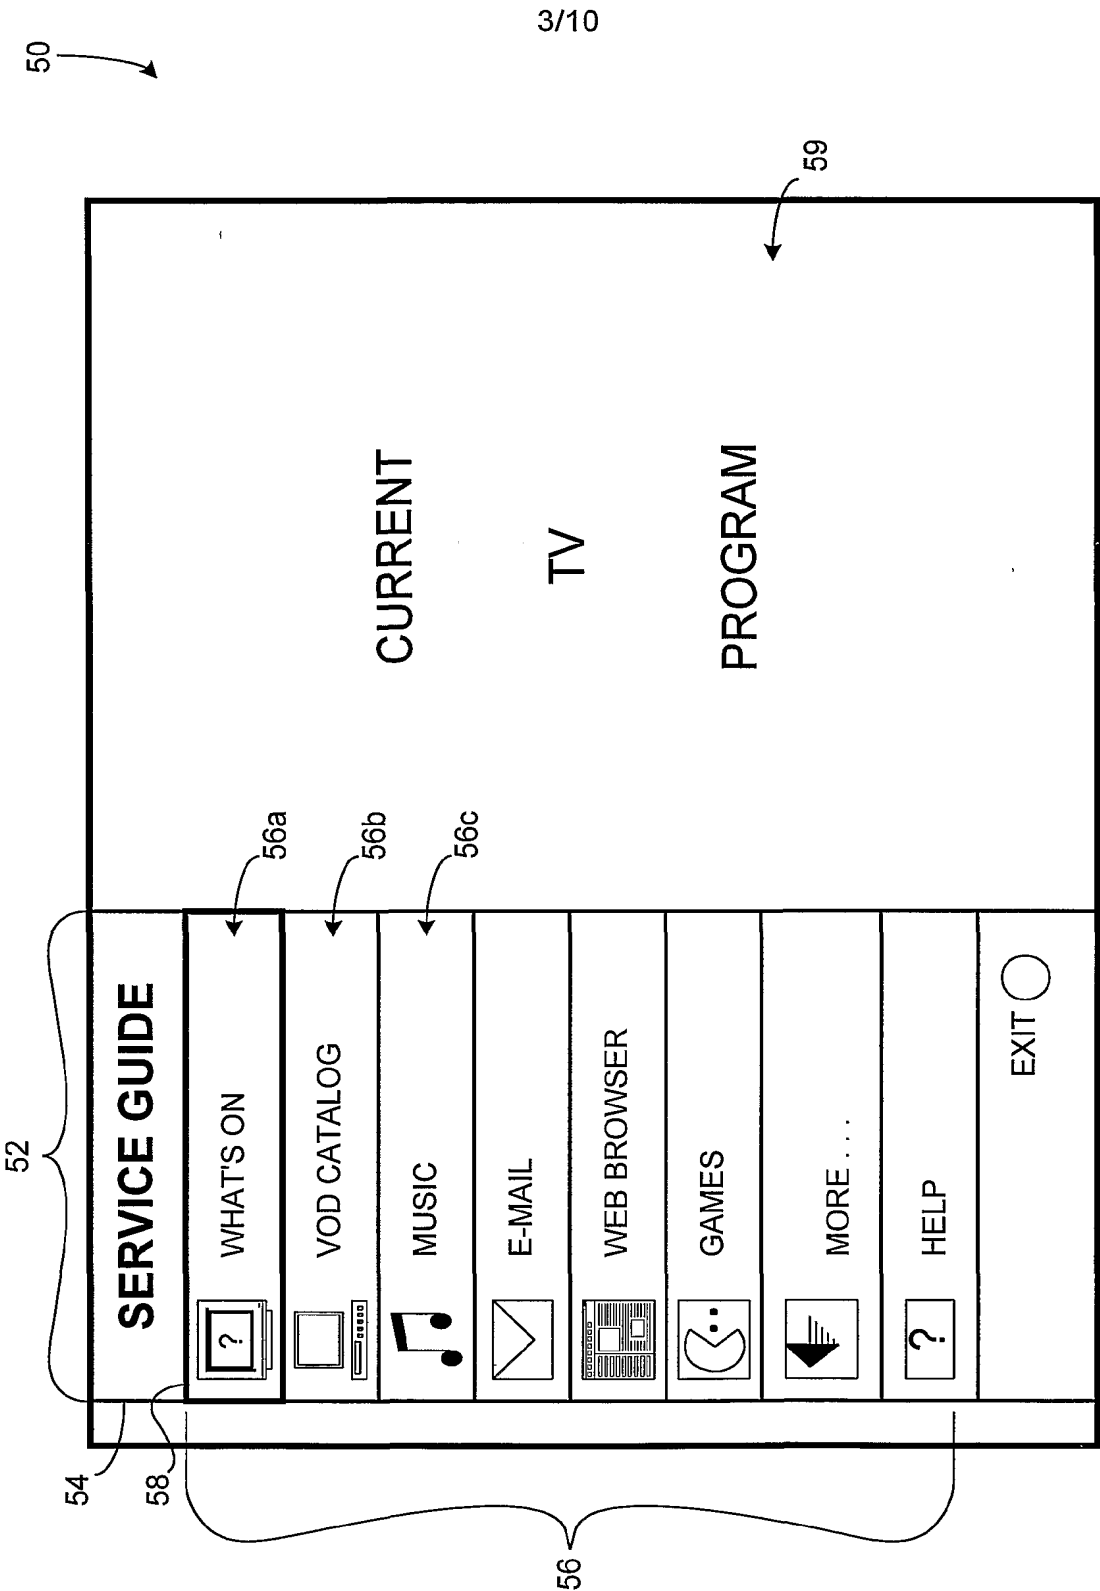 3/10
50
52
54
SERVICE GUIDE
58
WHAT'S ON
56a
VOD CATALOG
56b
MUSIC
56c
E-MAIL
WEB BROWSER
GAMES
MORE . . . .
HELP
EXIT
56
CURRENT
TV
PROGRAM
59
?
?